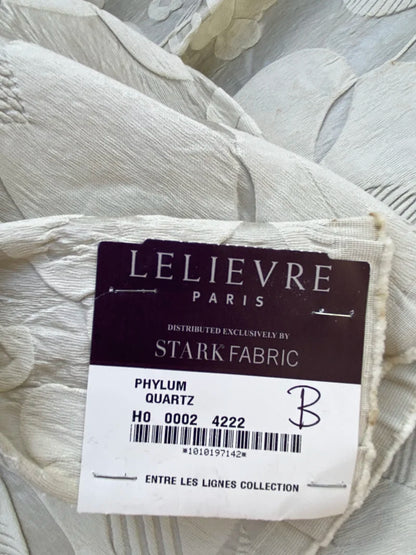 LELIEVRE
PARIS
DISTRIBUTED EXCLUSIVELY BY
STARK FABRIC
PHYLUM
QUARTZ
H0 0002 4222
B
*1010197142*
ENTRE LES LIGNES COLLECTION